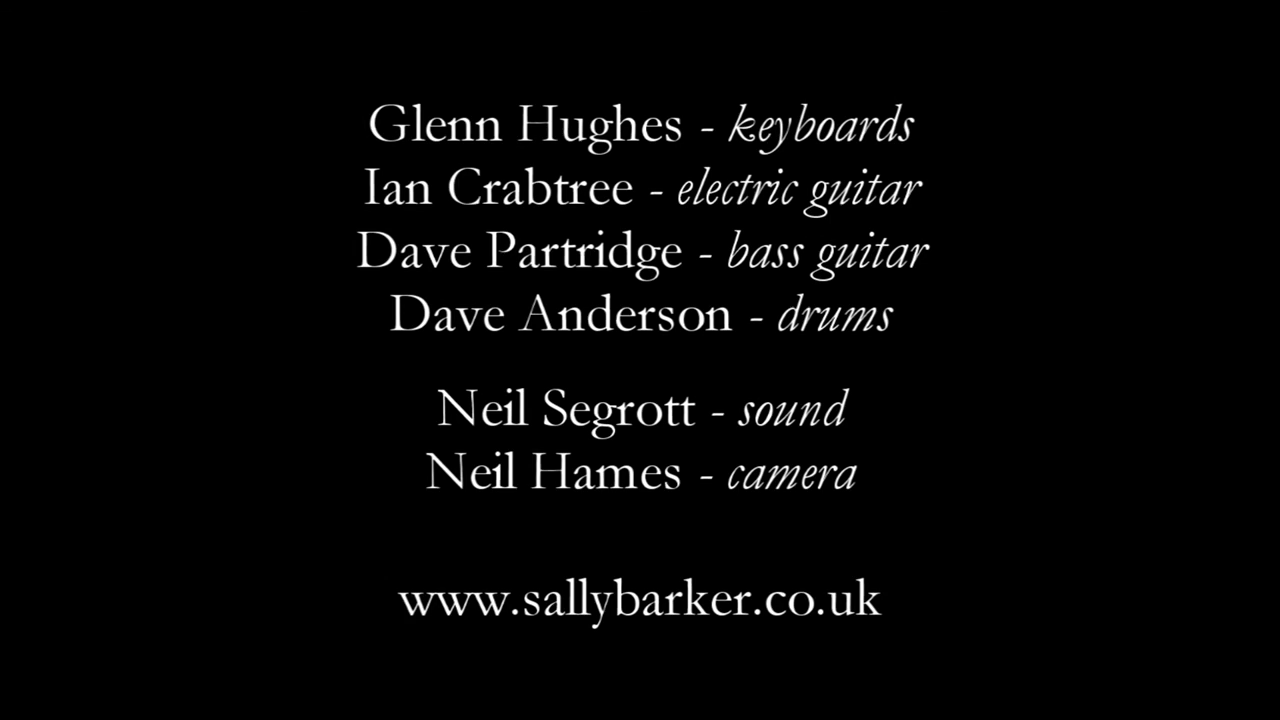 Glenn Hughes - keyboards
Ian Crabtree - electric guitar
Dave Partridge - bass guitar
Dave Anderson - drums
Neil Segrott - sound
Neil Hames - camera
www.sallybarker.co.uk